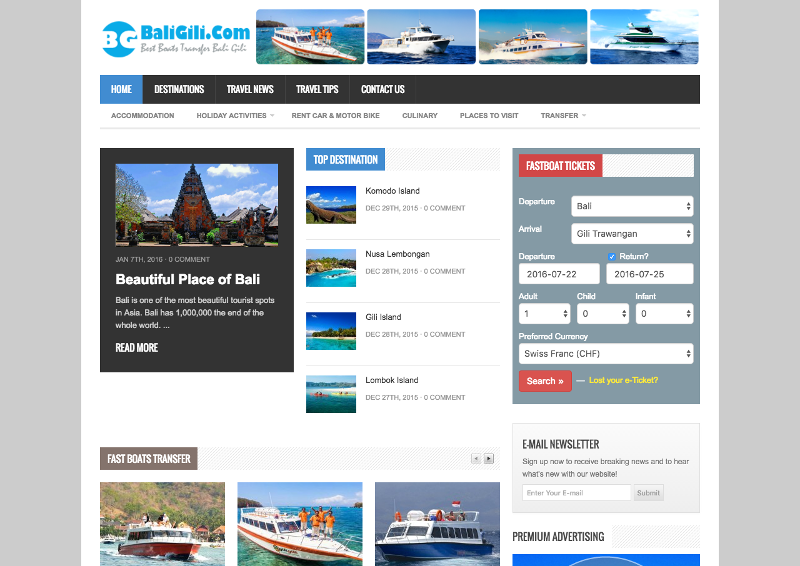 BG BaliGili.Com
Best Boats Transfer Bali Gili
HOME DESTINATIONS TRAVEL NEWS TRAVEL TIPS CONTACT US
ACCOMMODATION HOLIDAY ACTIVITIES RENT CAR & MOTOR BIKE CULINARY PLACES TO VISIT TRANSFER
JAN 7TH, 2016 · 0 COMMENT
Beautiful Place of Bali
Bali is one of the most beautiful tourist spots
in Asia. Bali has 1,000,000 the end of the
whole world. ...
READ MORE
TOP DESTINATION
Komodo Island
DEC 29TH, 2015 · 0 COMMENT
Nusa Lembongan
DEC 28TH, 2015 · 0 COMMENT
Gili Island
DEC 28TH, 2015 · 0 COMMENT
Lombok Island
DEC 27TH, 2015 · 0 COMMENT
FASTBOAT TICKETS
Departure Bali
Arrival Gili Trawangan
Departure Return?
2016-07-22 2016-07-25
Adult Child Infant
1 0 0
Preferred Currency
Swiss Franc (CHF)
Search » — Lost your e-Ticket?
E-MAIL NEWSLETTER
Sign up now to receive breaking news and to hear
what's new with our website!
Enter Your E-mail Submit
PREMIUM ADVERTISING
FAST BOATS TRANSFER